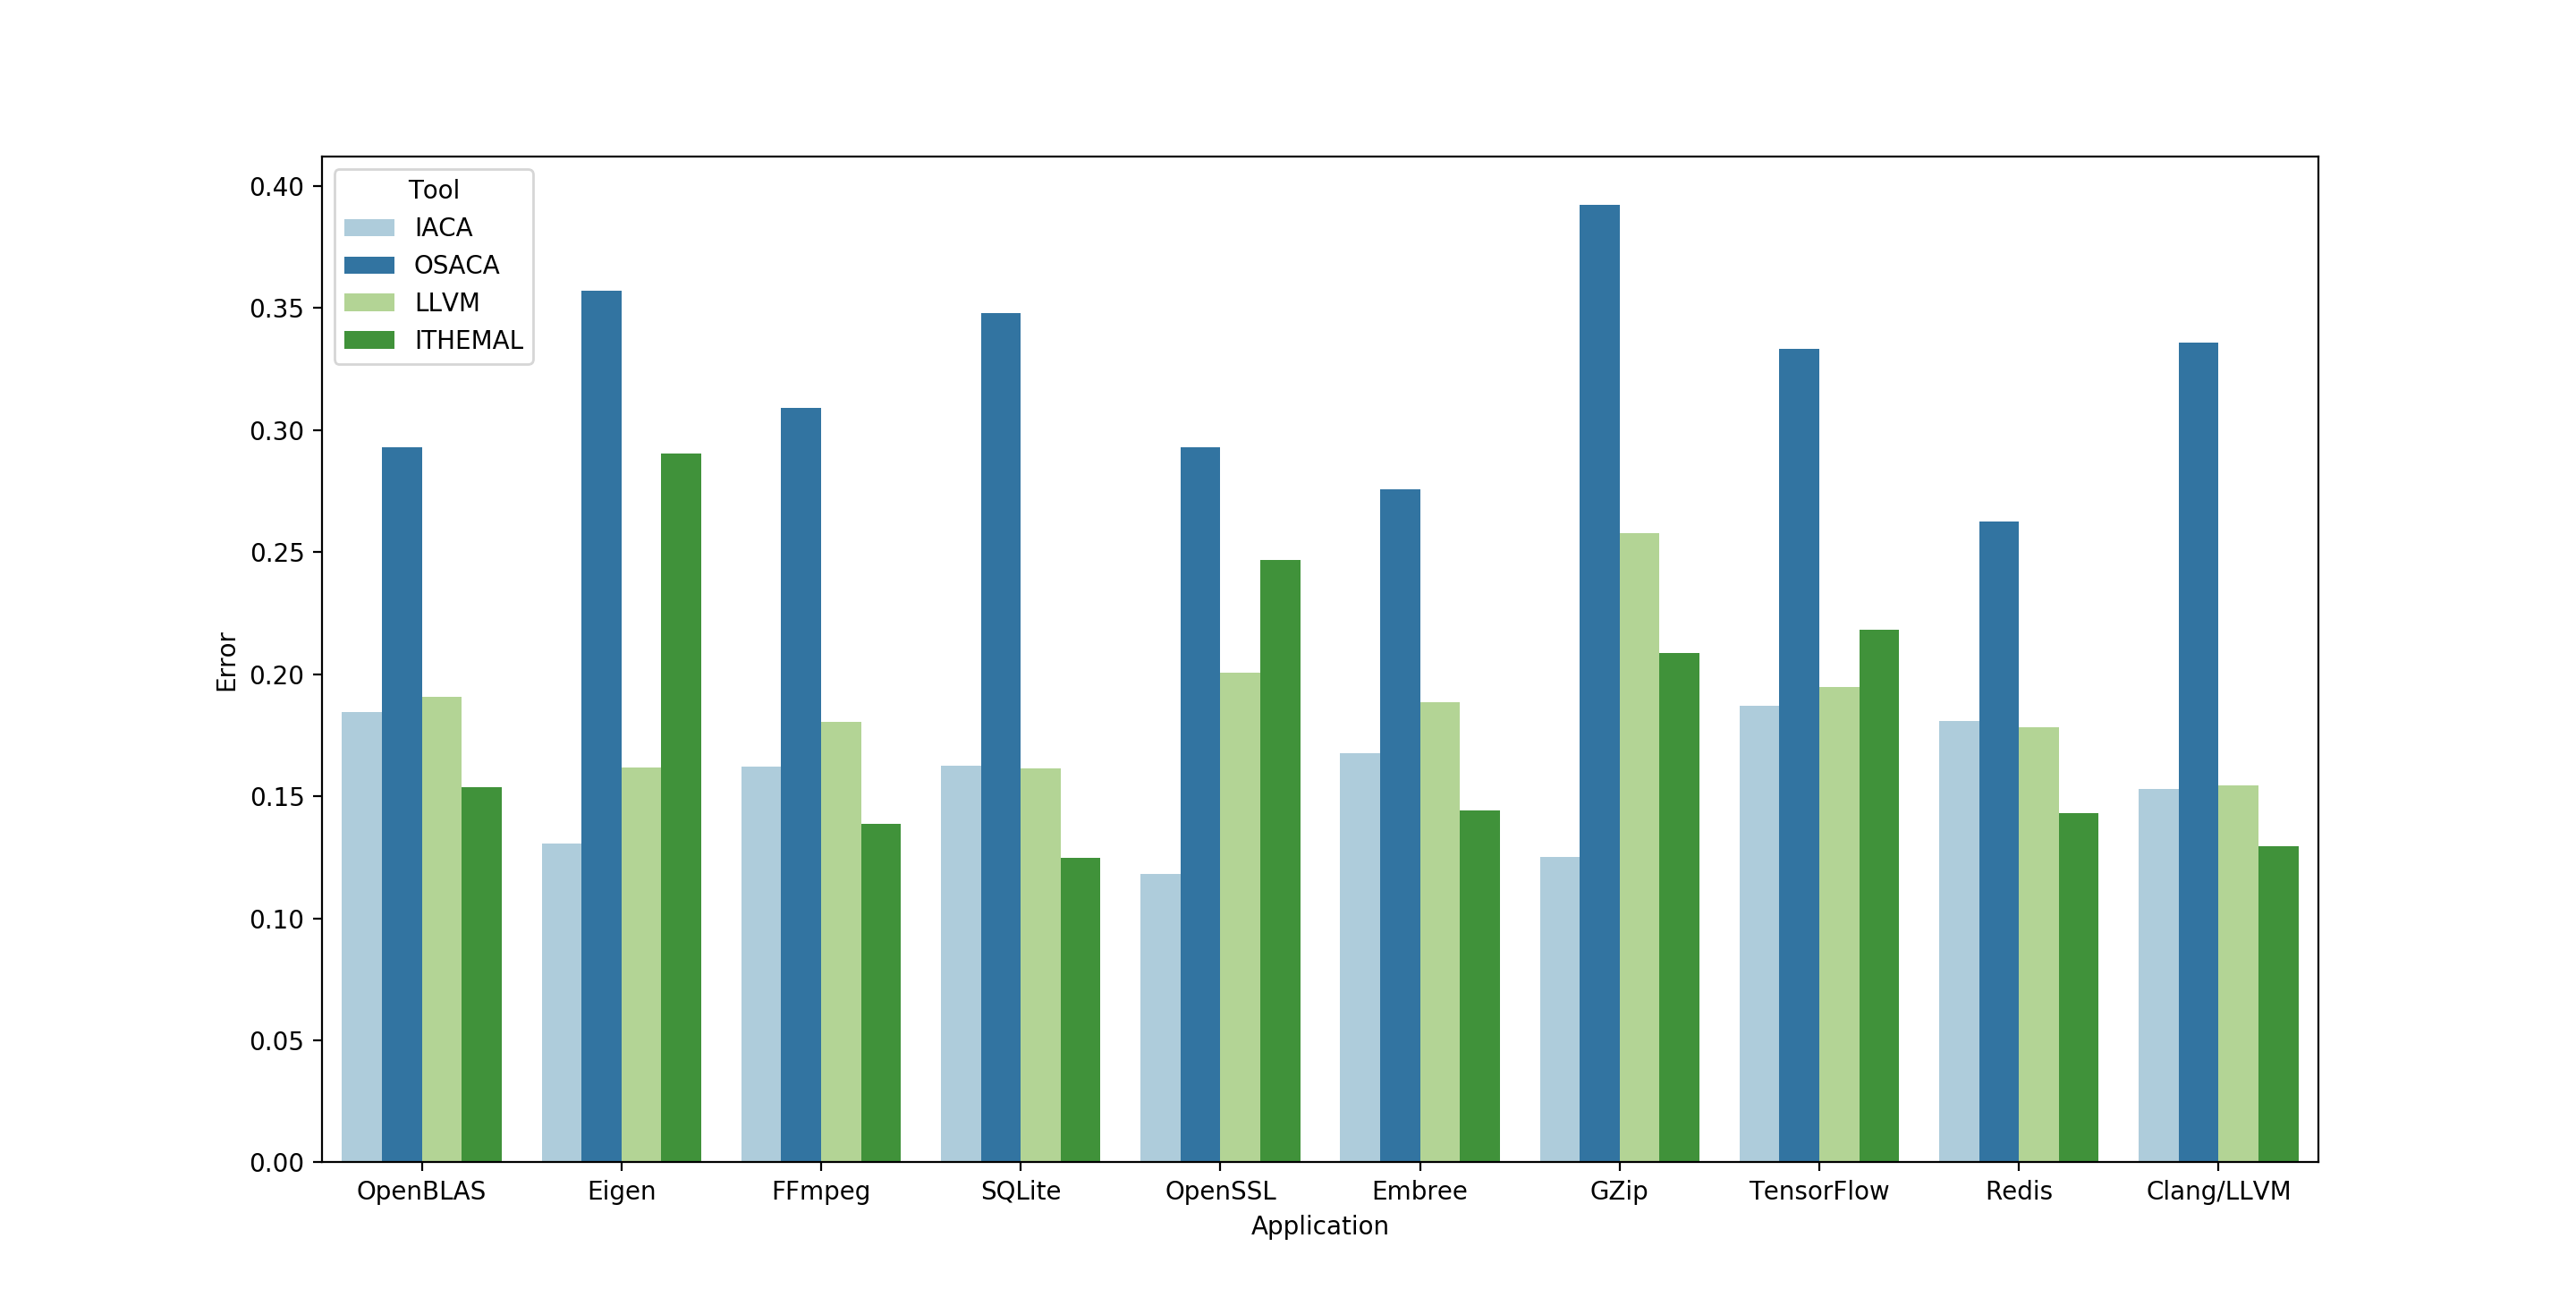 Tool
IACA
OSACA
LLVM
ITHEMAL
0.40
0.35
0.30
0.25
0.20
0.15
0.10
0.05
0.00
Error
OpenBLAS Eigen FFmpeg SQLite OpenSSL Embree GZip TensorFlow Redis Clang/LLVM
Application